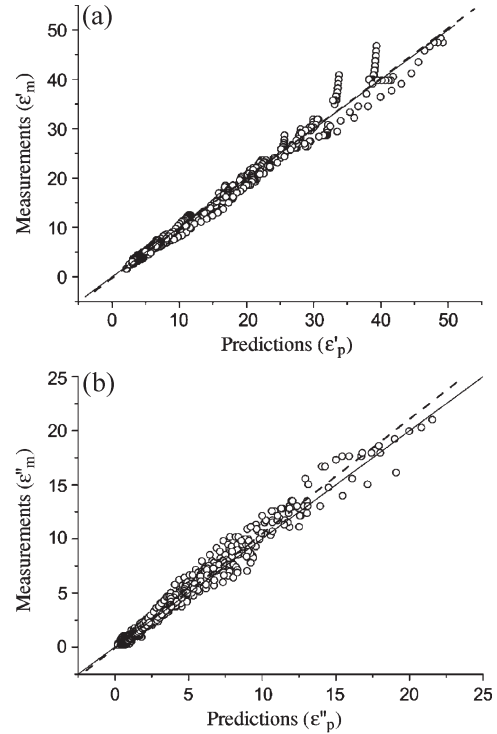 (a)
50
40
30
20
10
0
Measurements (ε'm)
0 10 20 30 40 50
Predictions (ε'p)
(b)
25
20
15
10
5
0
Measurements (ε"m)
0 5 10 15 20 25
Predictions (ε"p)